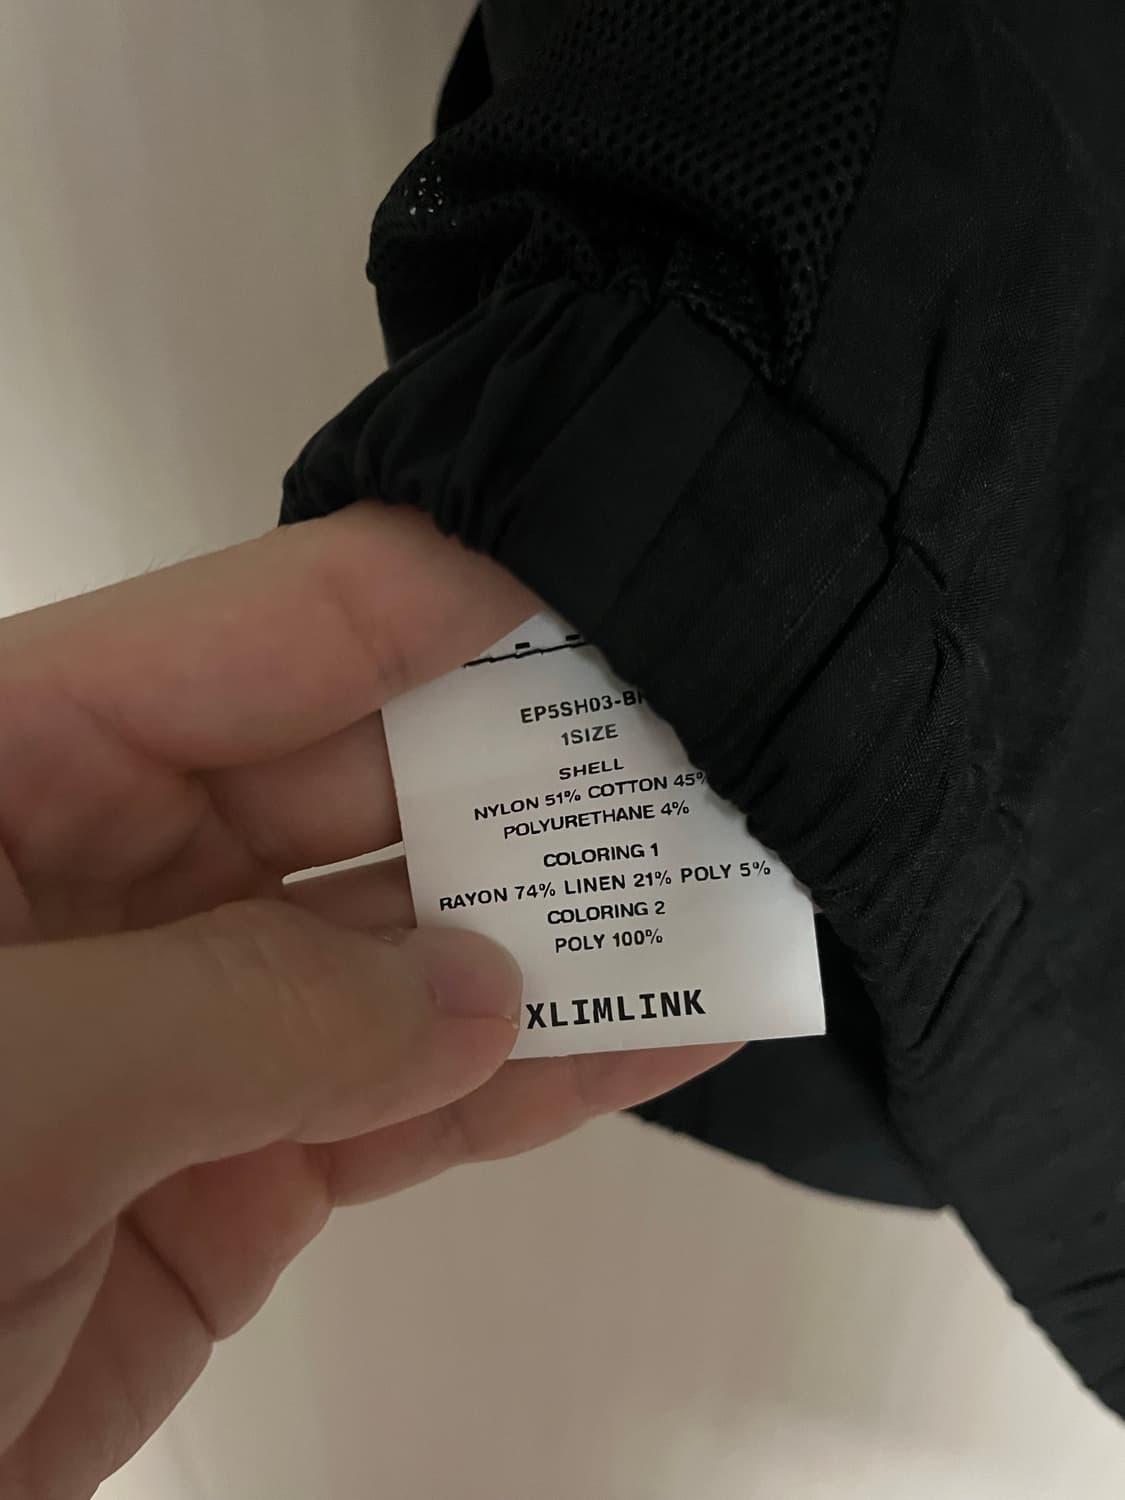 EP5SH03-B
1SIZE
SHELL
NYLON 51% COTTON 45%
POLYURETHANE 4%
COLORING 1
RAYON 74% LINEN 21% POLY 5%
COLORING 2
POLY 100%
XLIMLINK